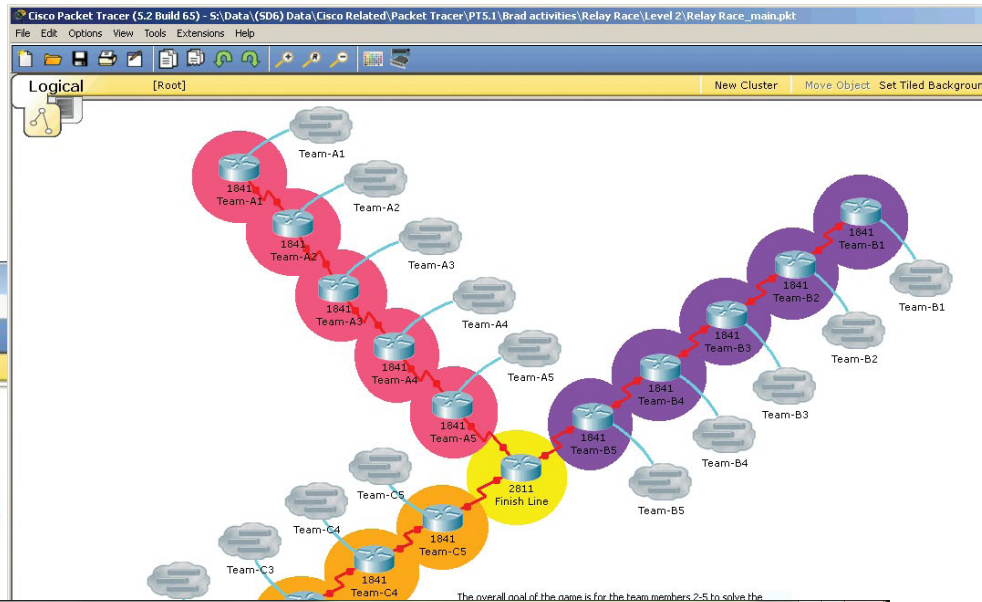 Cisco Packet Tracer (5.2 Build 65) - S:\Data\(SD6) Data\Cisco Related\Packet Tracer\PT5.1\Brad activities\Relay Race\Level 2\Relay Race_main.pkt
File Edit Options View Tools Extensions Help
Logical [Root] New Cluster Move Object Set Tiled Backgroun
Team-A1
1841
Team-A1
Team-A2
1841
Team-A2
Team-A3
1841
Team-A3
Team-A4
1841
Team-A4
Team-A5
1841
Team-A5
1841
Team-B1
Team-B1
1841
Team-B2
Team-B2
1841
Team-B3
Team-B3
1841
Team-B4
Team-B4
1841
Team-B5
Team-B5
2811
Finish Line
Team-C5
1841
Team-C5
Team-C4
1841
Team-C4
Team-C3
The overall goal of the game is for the team members 2-5 to solve the